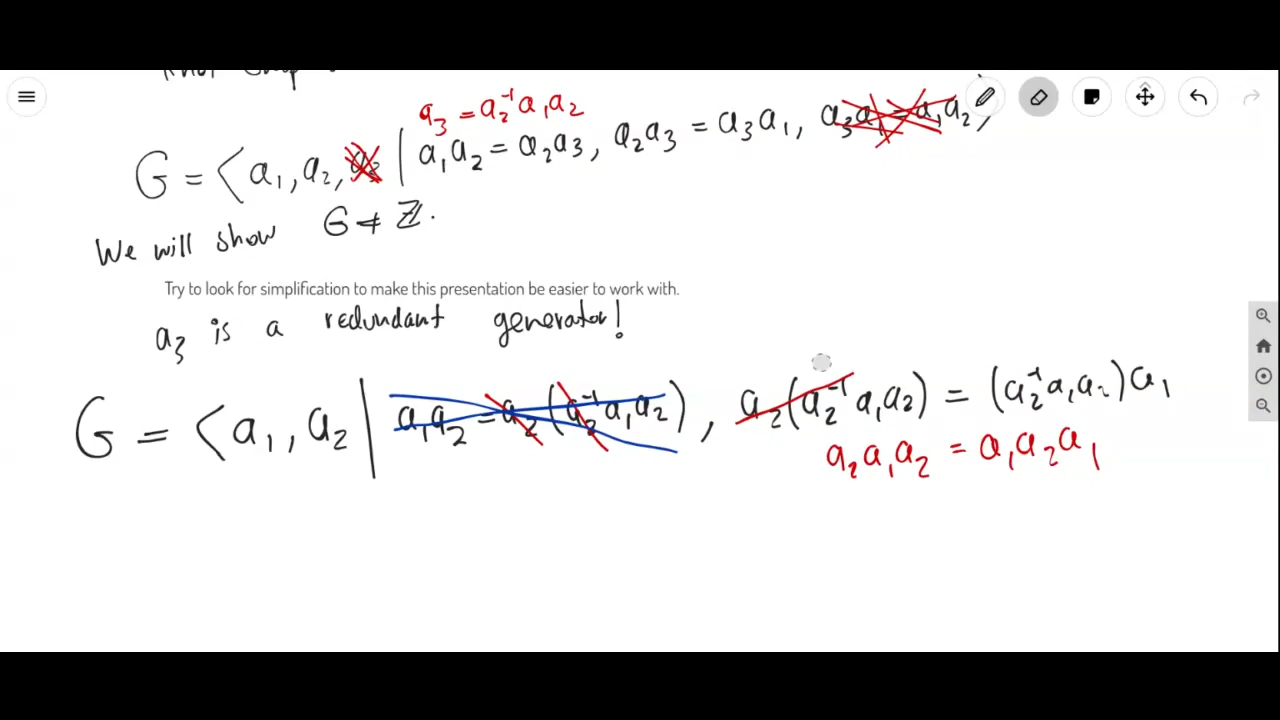 a₃ = a₂⁻¹a₁a₂
G = ⟨a₁, a₂, a₃ | a₁a₂ = a₂a₃, a₂a₃ = a₃a₁, a₃a₁ = a₁a₂⟩
We will show G ≠ ℤ.
Try to look for simplification to make this presentation be easier to work with.
a₃ is a redundant generator!
G = ⟨a₁, a₂ | a₁a₂ = a₂(a₂⁻¹a₁a₂), a₂(a₂⁻¹a₁a₂) = (a₂⁻¹a₁a₂)a₁
a₂a₁a₂ = a₁a₂a₁